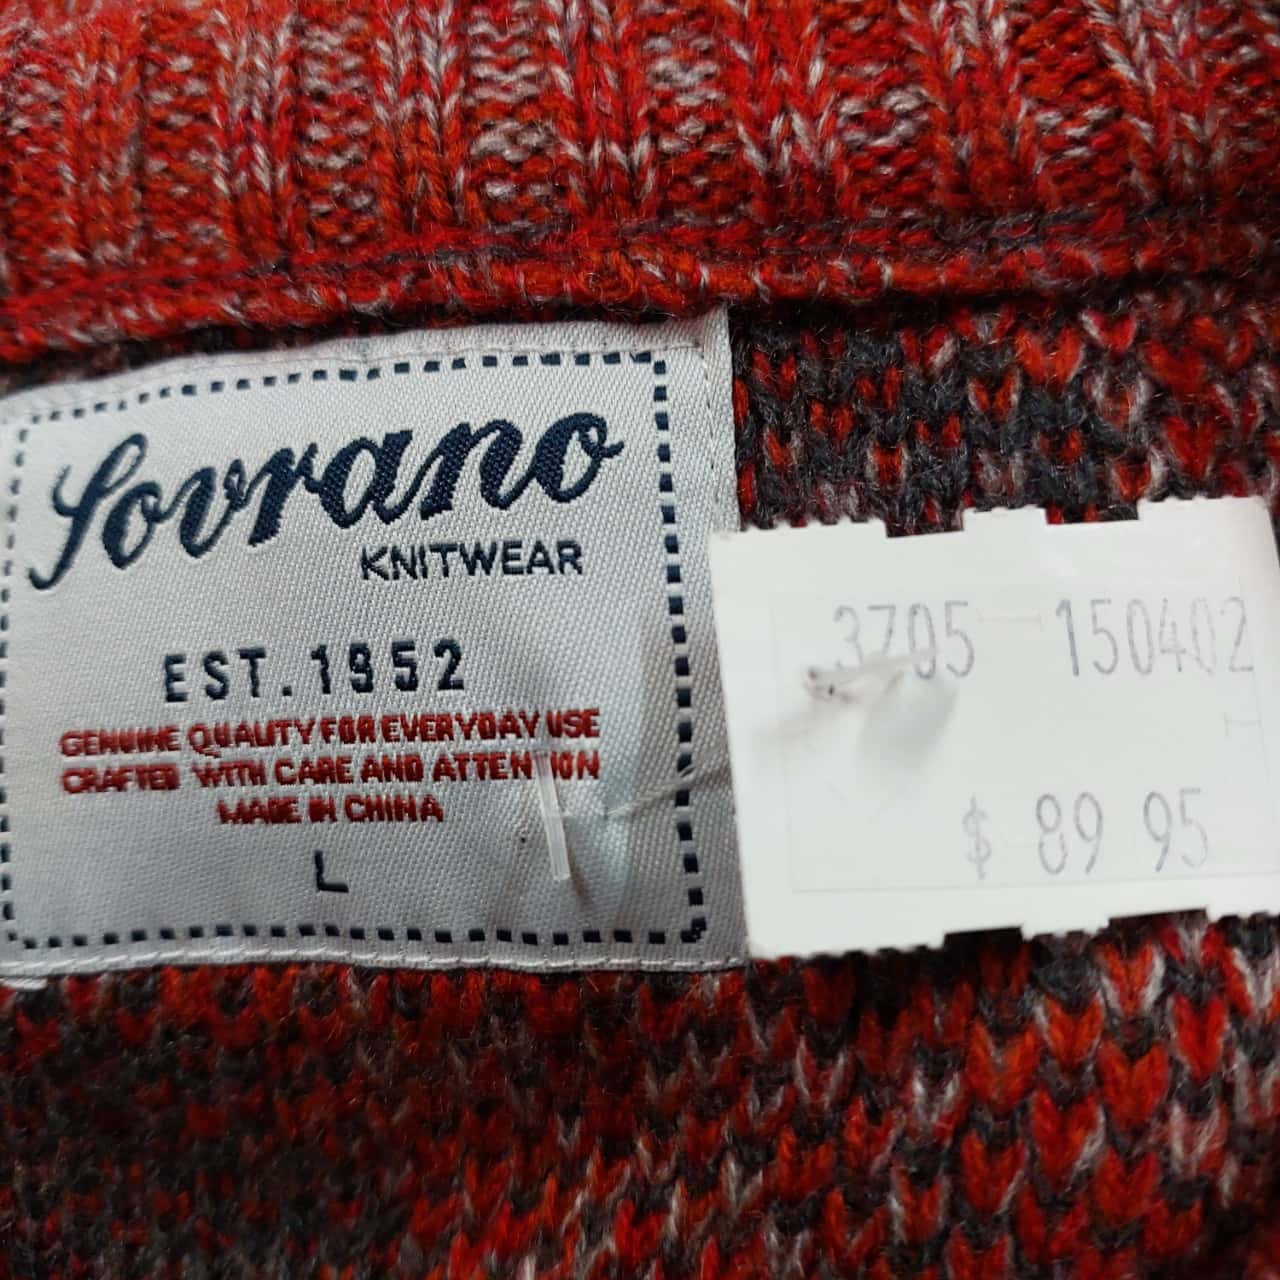 Sovrano
KNITWEAR
EST. 1952
GENUINE QUALITY FOR EVERYDAY USE
CRAFTED WITH CARE AND ATTENTION
MADE IN CHINA
L
3705 150402
$ 89 95